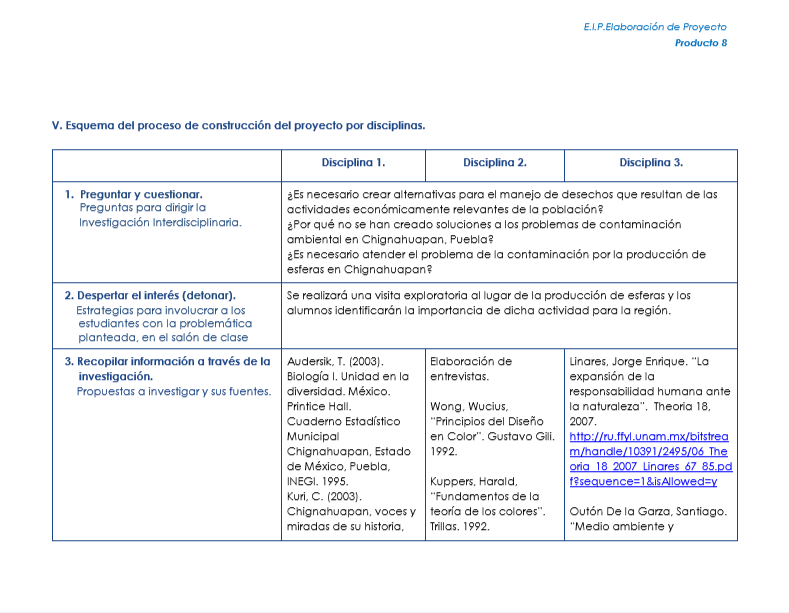 E.I.P.Elaboración de Proyecto
Producto 8
V. Esquema del proceso de construcción del proyecto por disciplinas.
Disciplina 1.
Disciplina 2.
Disciplina 3.
1. Preguntar y cuestionar.
Preguntas para dirigir la
Investigación Interdisciplinaria.
¿Es necesario crear alternativas para el manejo de desechos que resultan de las
actividades económicamente relevantes de la población?
¿Por qué no se han creado soluciones a los problemas de contaminación
ambiental en Chignahuapan, Puebla?
¿Es necesario atender el problema de la contaminación por la producción de
esferas en Chignahuapan?
2. Despertar el interés (detonar).
Estrategias para involucrar a los
estudiantes con la problemática
planteada, en el salón de clase
Se realizará una visita exploratoria al lugar de la producción de esferas y los
alumnos identificarán la importancia de dicha actividad para la región.
3. Recopilar información a través de la
investigación.
Propuestas a investigar y sus fuentes.
Audersik, T. (2003).
Biología I. Unidad en la
diversidad. México.
Printice Hall.
Cuaderno Estadístico
Municipal
Chignahuapan, Estado
de México, Puebla,
INEGI. 1995.
Kuri, C. (2003).
Chignahuapan, voces y
miradas de su historia,
Elaboración de
entrevistas.
Wong, Wucius,
"Principios del Diseño
en Color". Gustavo Gili.
1992.
Kuppers, Harald,
"Fundamentos de la
teoría de los colores".
Trillas. 1992.
Linares, Jorge Enrique. "La
expansión de la
responsabilidad humana ante
la naturaleza". Theoria 18,
2007.
http://ru.ffyl.unam.mx/bitstrea
m/handle/10391/2495/06_The
oria_18_2007_Linares_67_85.pd
f?sequence=1&isAllowed=y
Outón De la Garza, Santiago.
"Medio ambiente y